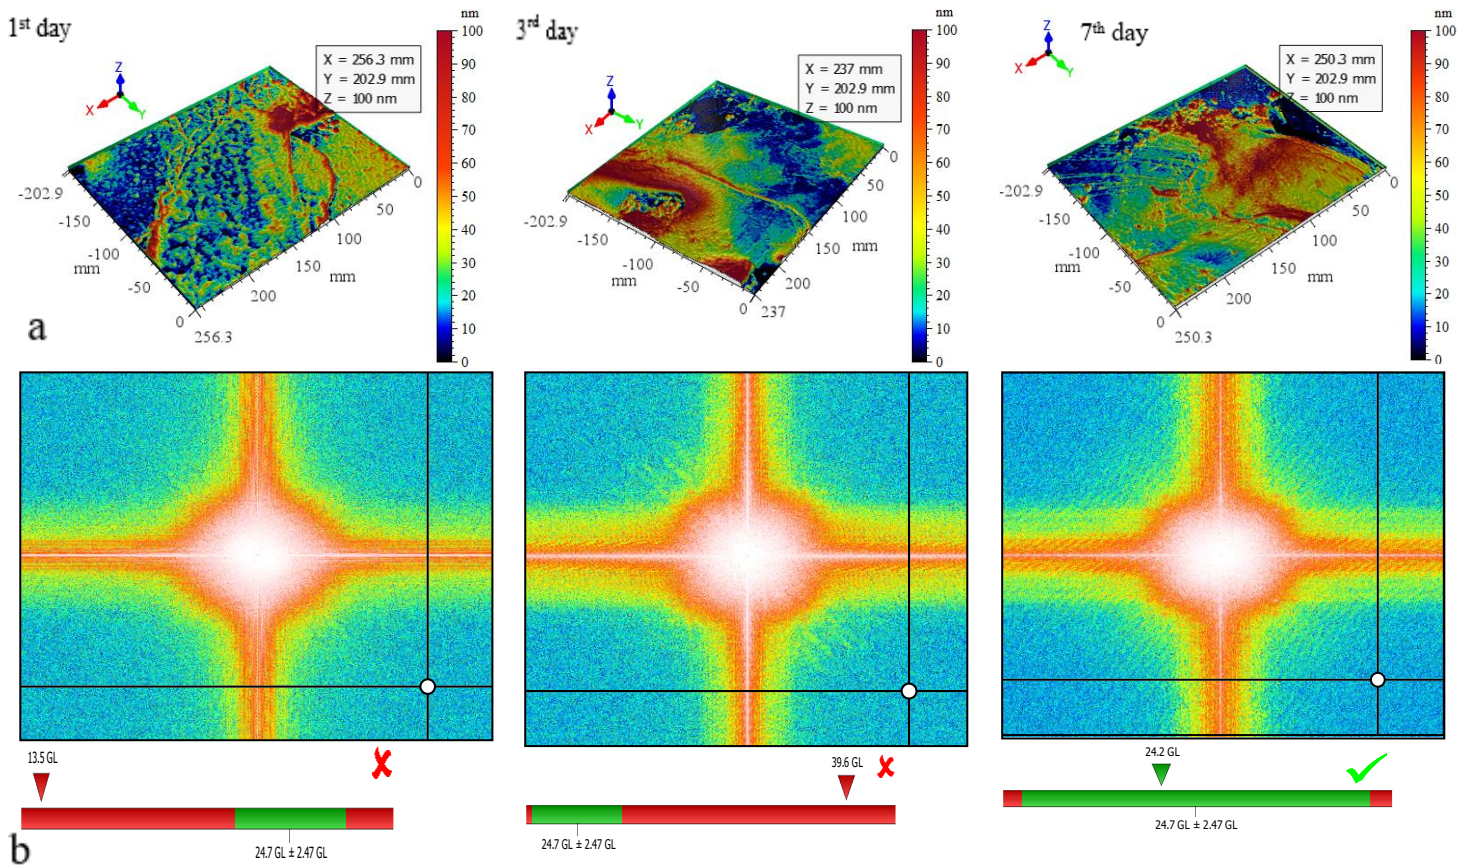 1st day
Z
X
Y
X = 256.3 mm
Y = 202.9 mm
Z = 100 nm
nm
100
90
80
70
60
50
40
30
20
10
0
-202.9
-150
-100
mm
-50
0
256.3
200
150
mm
100
50
0
3rd day
Z
X
Y
X = 237 mm
Y = 202.9 mm
Z = 100 nm
nm
100
90
80
70
60
50
40
30
20
10
0
-202.9
-150
-100
mm
-50
0
237
200
150
mm
100
50
0
7th day
Z
X
Y
X = 250.3 mm
Y = 202.9 mm
Z = 100 nm
nm
100
90
80
70
60
50
40
30
20
10
0
-202.9
-150
-100
mm
-50
0
250.3
200
150
mm
100
50
0
a
13.5 GL
24.7 GL ± 2.47 GL
39.6 GL
24.7 GL ± 2.47 GL
24.2 GL
24.7 GL ± 2.47 GL
b